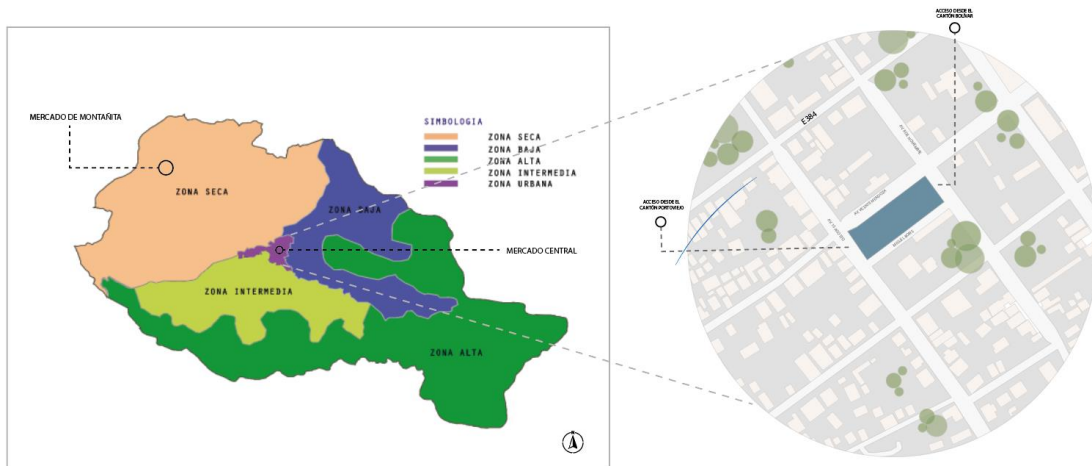 MERCADO DE MONTAÑITA
SIMBOLOGIA
ZONA SECA
ZONA BAJA
ZONA ALTA
ZONA INTERMEDIA
ZONA URBANA
ZONA SECA
ZONA BAJA
MERCADO CENTRAL
ZONA INTERMEDIA
ZONA ALTA
ACCESO DESDE EL
CANTÓN BOLÍVAR
E384
ACCESO DESDE EL
CANTÓN PORTOVIEJO